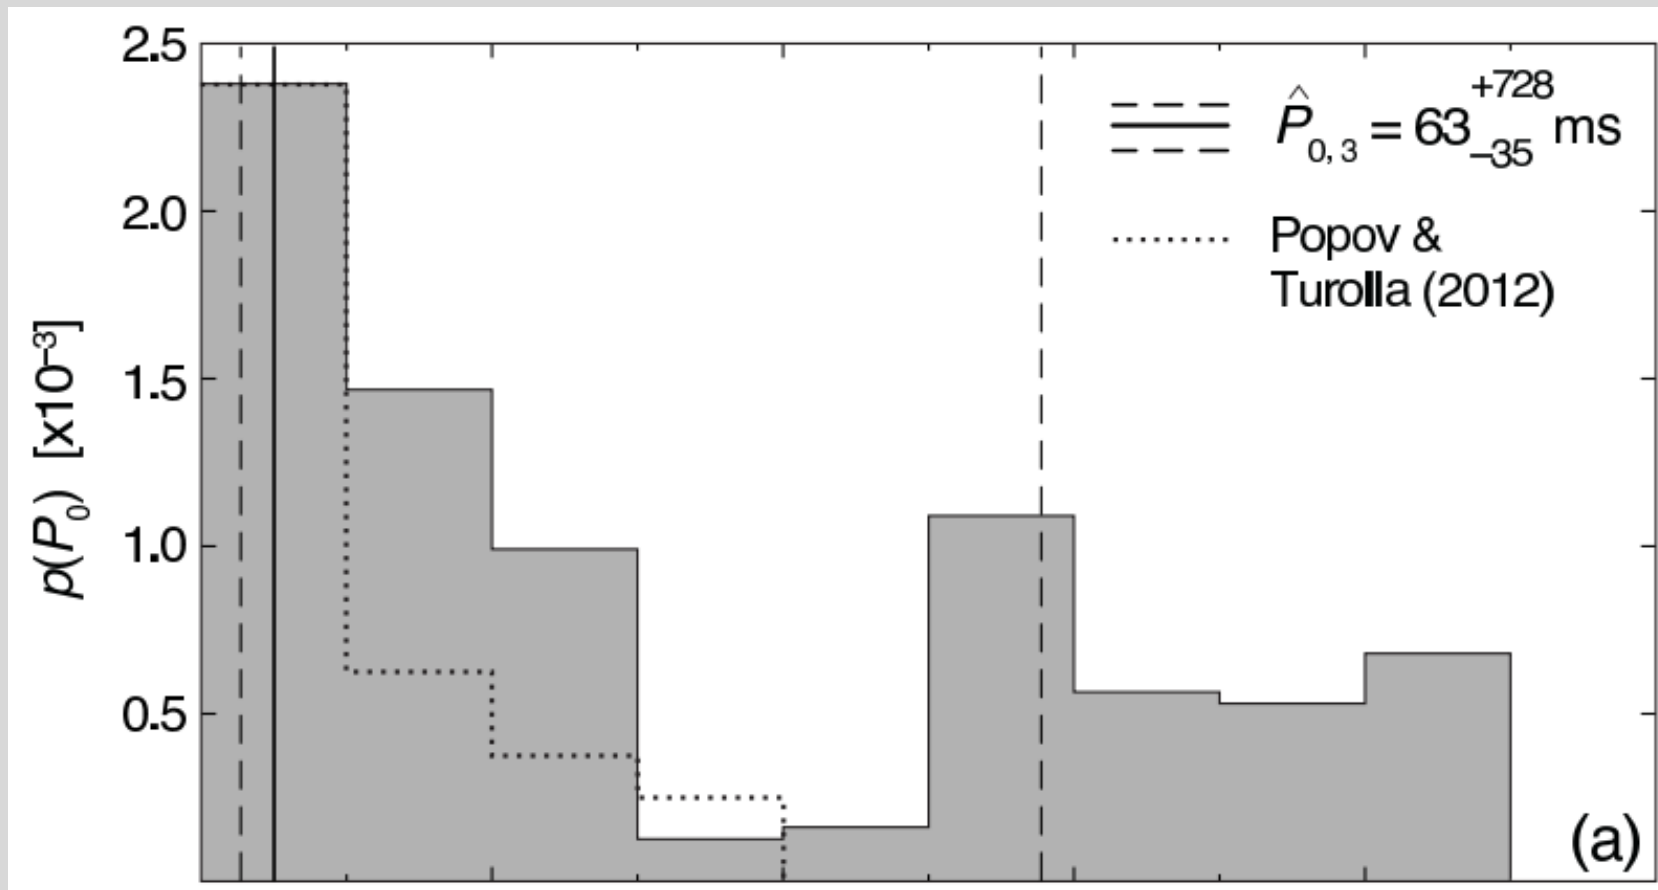 2.5
2.0
1.5
1.0
0.5
p(P₀) [x10⁻³]
P̂₀,₃ = 63⁺⁷²⁸₋₃₅ ms
Popov &
Turolla (2012)
(a)